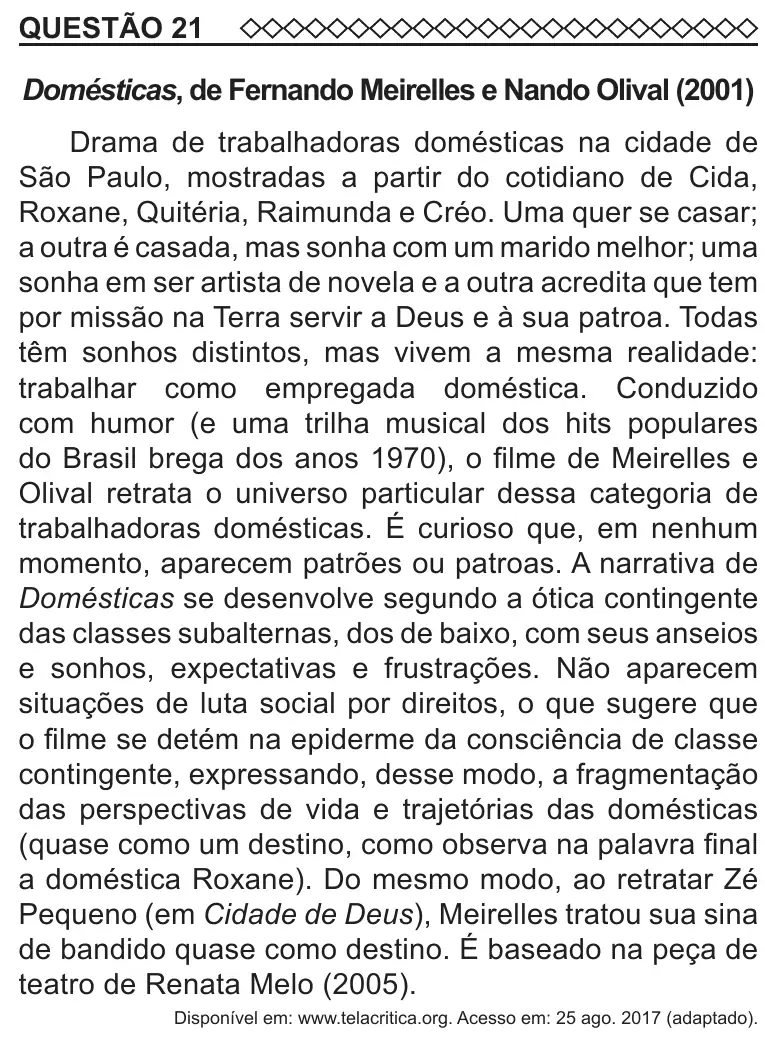 QUESTÃO 21
Domésticas, de Fernando Meirelles e Nando Olival (2001)
Drama de trabalhadoras domésticas na cidade de
São Paulo, mostradas a partir do cotidiano de Cida,
Roxane, Quitéria, Raimunda e Créo. Uma quer se casar;
a outra é casada, mas sonha com um marido melhor; uma
sonha em ser artista de novela e a outra acredita que tem
por missão na Terra servir a Deus e à sua patroa. Todas
têm sonhos distintos, mas vivem a mesma realidade:
trabalhar como empregada doméstica. Conduzido
com humor (e uma trilha musical dos hits populares
do Brasil brega dos anos 1970), o filme de Meirelles e
Olival retrata o universo particular dessa categoria de
trabalhadoras domésticas. É curioso que, em nenhum
momento, aparecem patrões ou patroas. A narrativa de
Domésticas se desenvolve segundo a ótica contingente
das classes subalternas, dos de baixo, com seus anseios
e sonhos, expectativas e frustrações. Não aparecem
situações de luta social por direitos, o que sugere que
o filme se detém na epiderme da consciência de classe
contingente, expressando, desse modo, a fragmentação
das perspectivas de vida e trajetórias das domésticas
(quase como um destino, como observa na palavra final
a doméstica Roxane). Do mesmo modo, ao retratar Zé
Pequeno (em Cidade de Deus), Meirelles tratou sua sina
de bandido quase como destino. É baseado na peça de
teatro de Renata Melo (2005).
Disponível em: www.telacritica.org. Acesso em: 25 ago. 2017 (adaptado).